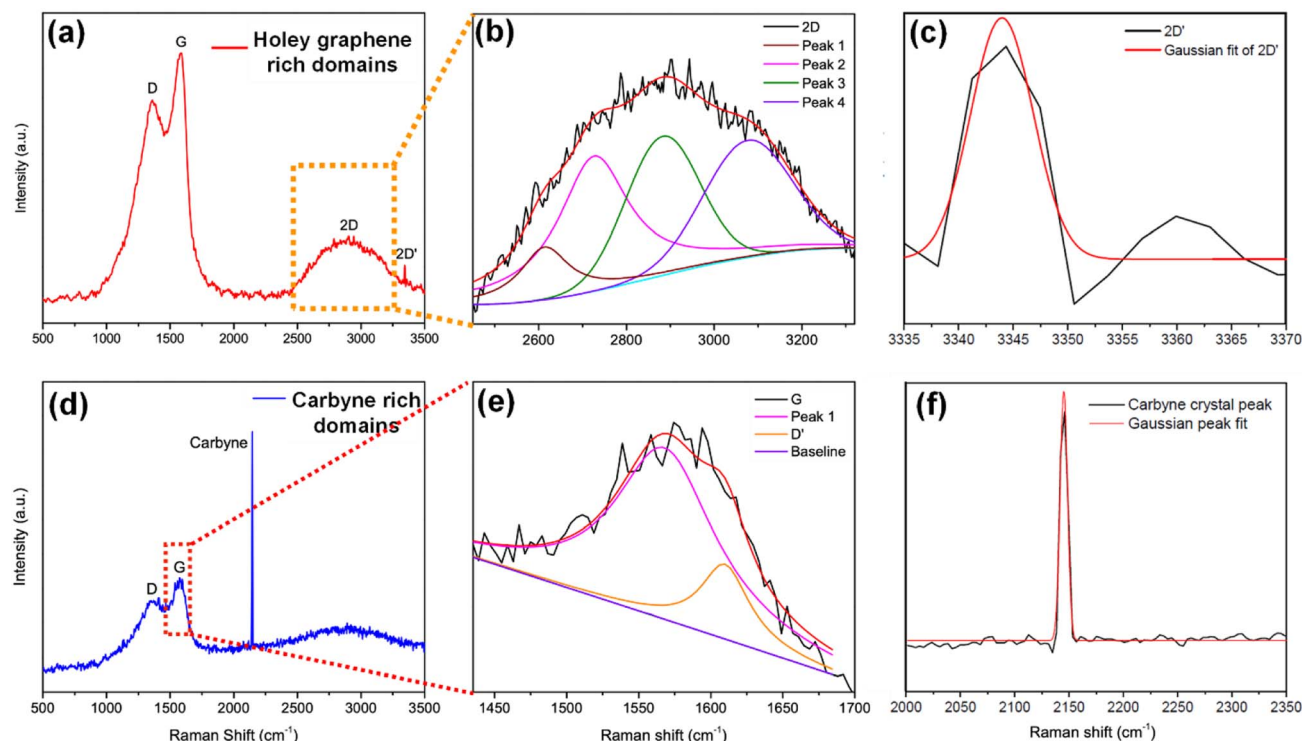 (a)
Holey graphene
rich domains
D
G
2D
2D'
Intensity (a.u.)
500 1000 1500 2000 2500 3000 3500
(b)
2D
Peak 1
Peak 2
Peak 3
Peak 4
2600 2800 3000 3200
(c)
2D'
Gaussian fit of 2D'
3335 3340 3345 3350 3355 3360 3365 3370
(d)
Carbyne rich
domains
Carbyne
D
G
Intensity (a.u.)
500 1000 1500 2000 2500 3000 3500
Raman Shift (cm-1)
(e)
G
Peak 1
D'
Baseline
1450 1500 1550 1600 1650 1700
Raman shift (cm-1)
(f)
Carbyne crystal peak
Gaussian peak fit
2000 2050 2100 2150 2200 2250 2300 2350
Raman shift (cm-1)